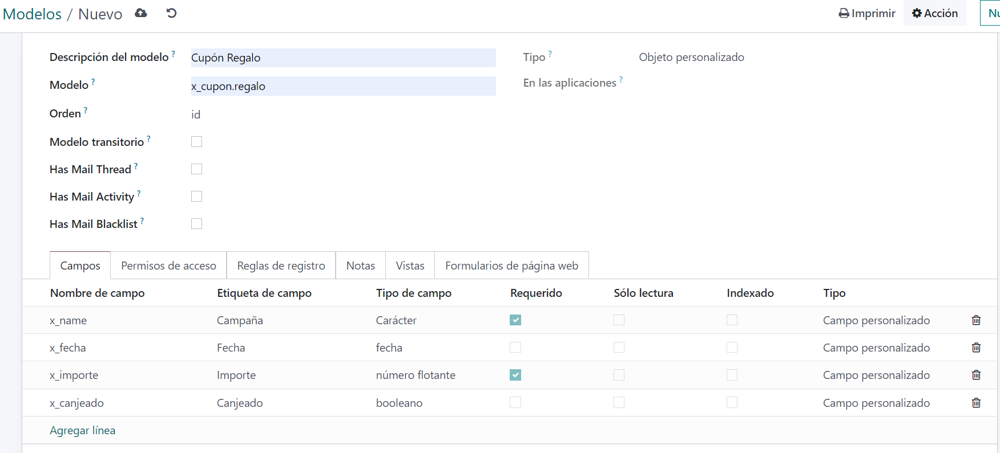 Modelos / Nuevo Imprimir Acción Nu
Descripción del modelo ? Cupón Regalo Tipo ? Objeto personalizado
Modelo ? x_cupon.regalo En las aplicaciones ?
Orden ? id
Modelo transitorio ?
Has Mail Thread ?
Has Mail Activity ?
Has Mail Blacklist ?
Campos Permisos de acceso Reglas de registro Notas Vistas Formularios de página web
Nombre de campo Etiqueta de campo Tipo de campo Requerido Sólo lectura Indexado Tipo
x_name Campaña Carácter Campo personalizado
x_fecha Fecha fecha Campo personalizado
x_importe Importe número flotante Campo personalizado
x_canjeado Canjeado booleano Campo personalizado
Agregar línea